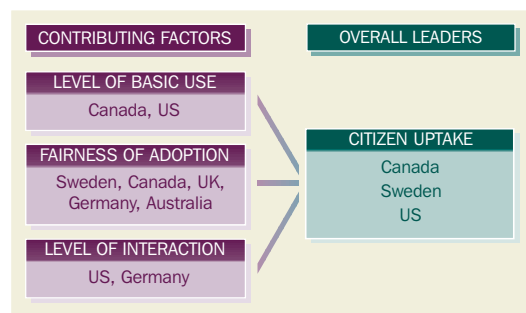 CONTRIBUTING FACTORS
OVERALL LEADERS
LEVEL OF BASIC USE
Canada, US
FAIRNESS OF ADOPTION
Sweden, Canada, UK,
Germany, Australia
LEVEL OF INTERACTION
US, Germany
CITIZEN UPTAKE
Canada
Sweden
US